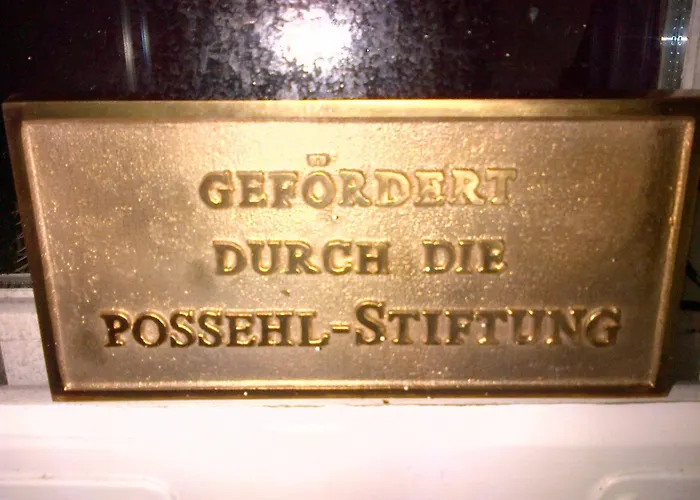 GEFÖRDERT
DURCH DIE
POSSEHL-STIFTUNG